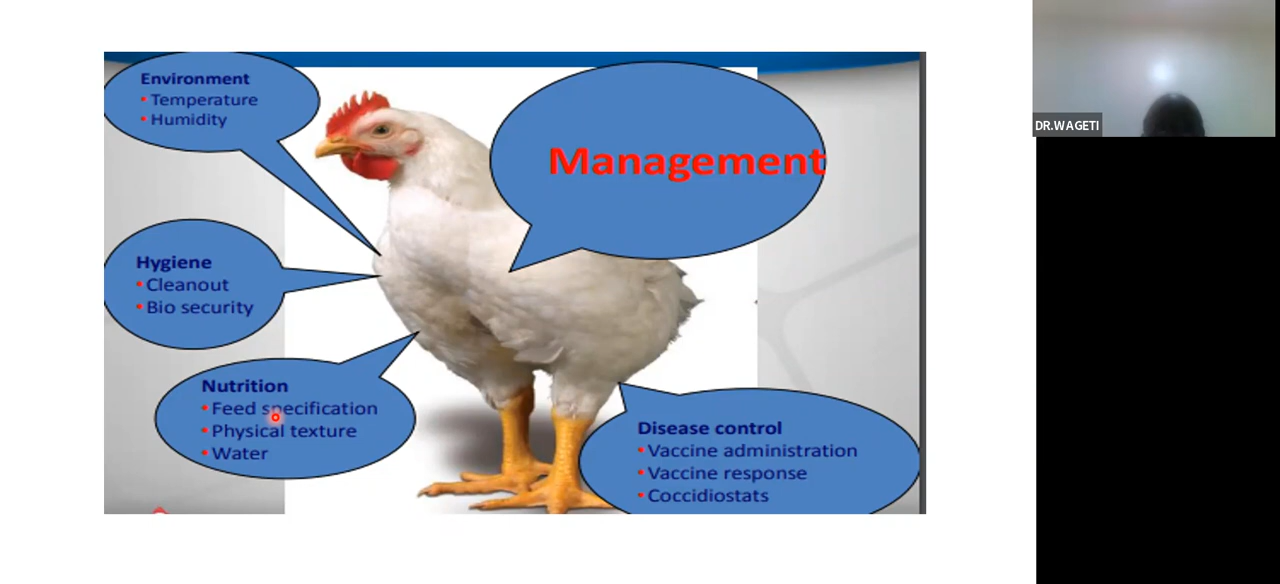 Environment
• Temperature
• Humidity
Management
Hygiene
• Cleanout
• Bio security
Nutrition
• Feed specification
• Physical texture
• Water
Disease control
• Vaccine administration
• Vaccine response
• Coccidiostats
DR.WAGETI